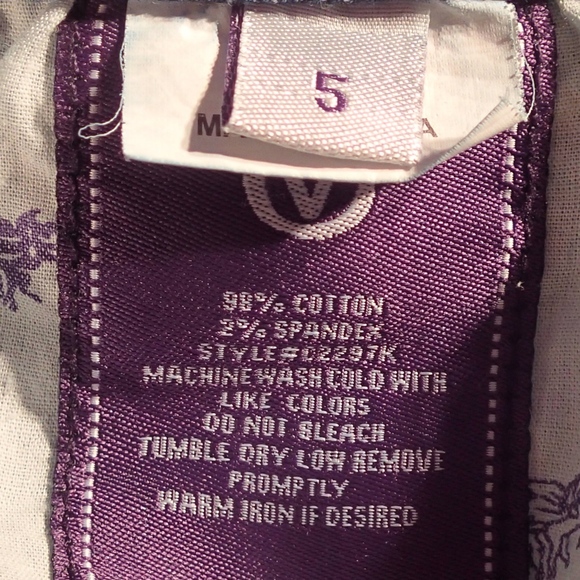 5
V
98% COTTON
2% SPANDEX
STYLE#D2297K
MACHINE WASH COLD WITH
LIKE COLORS
DO NOT BLEACH
TUMBLE DRY LOW REMOVE
PROMPTLY
WARM IRON IF DESIRED